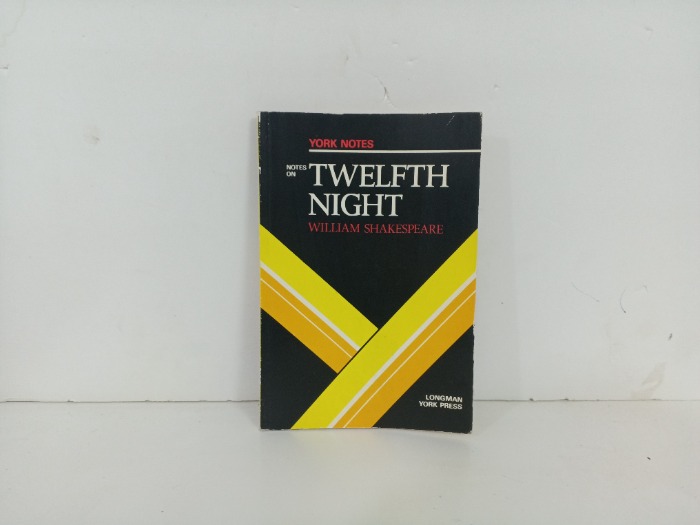 YORK NOTES
NOTES
ON
TWELFTH
NIGHT
WILLIAM SHAKESPEARE
LONGMAN
YORK PRESS